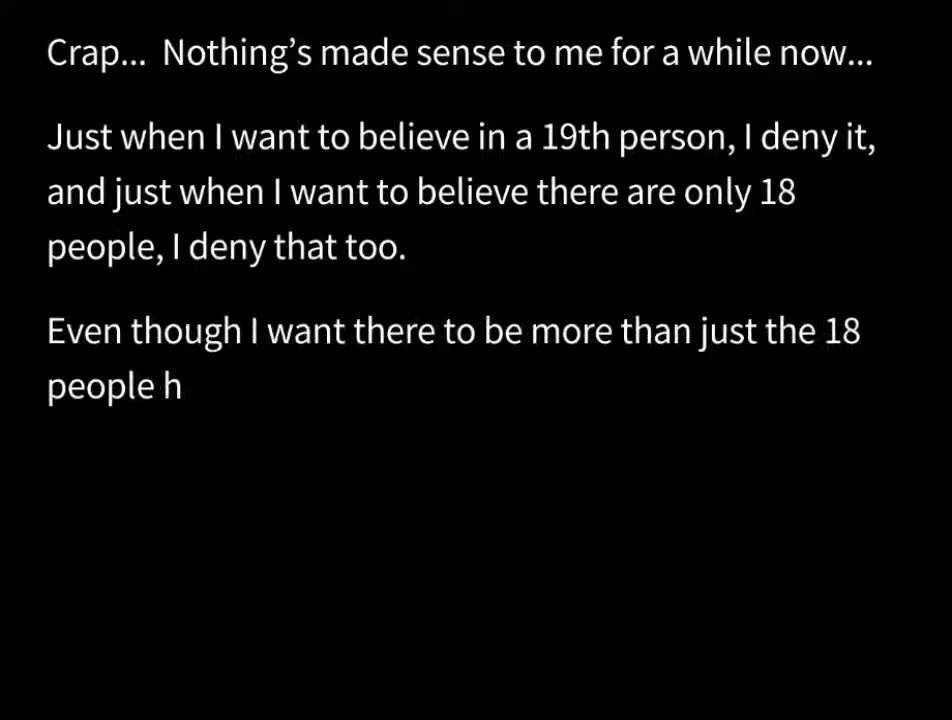 Crap...  Nothing’s made sense to me for a while now...
Just when I want to believe in a 19th person, I deny it,
and just when I want to believe there are only 18
people, I deny that too.
Even though I want there to be more than just the 18
people h